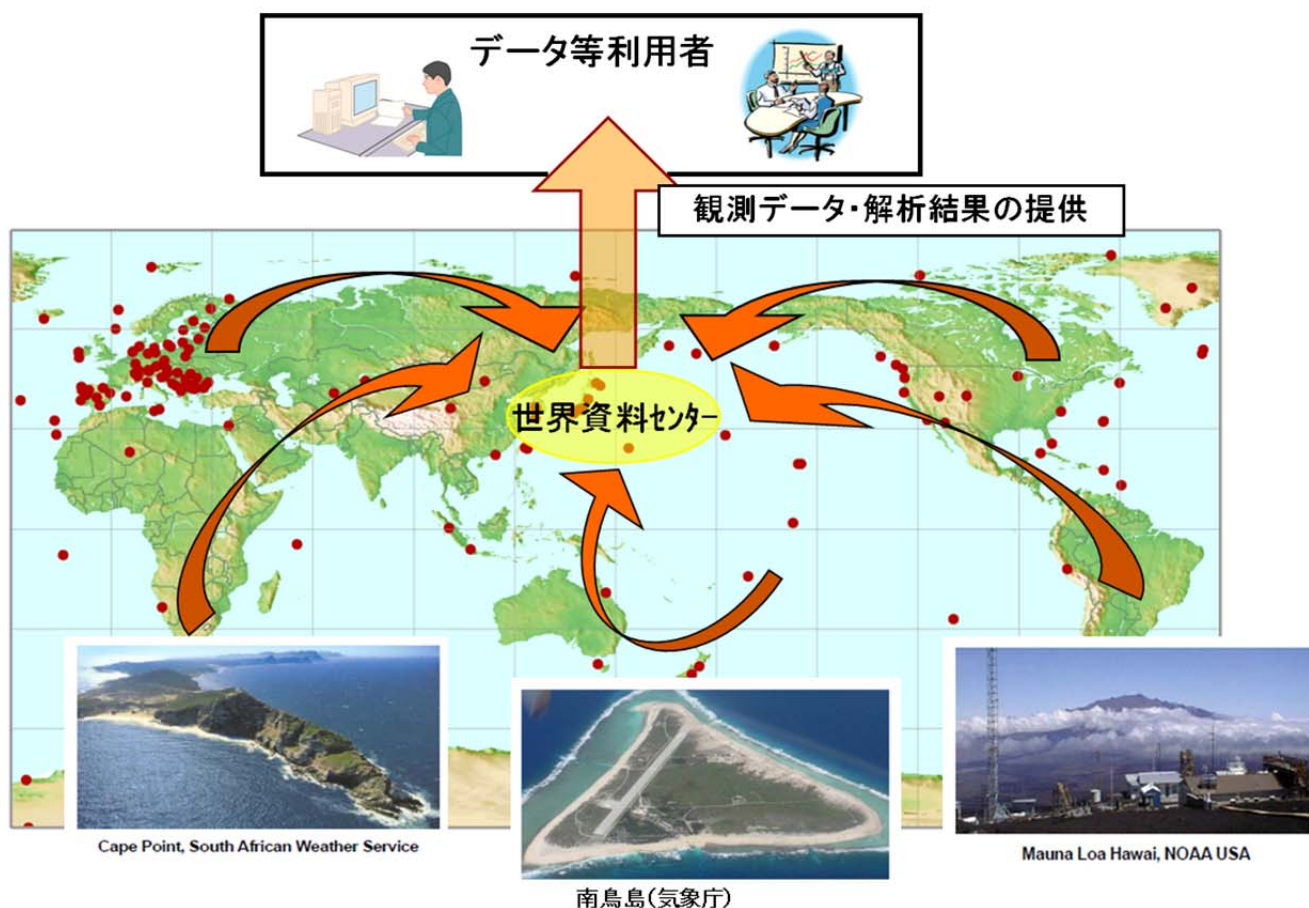 データ等利用者
観測データ・解析結果の提供
世界資料センター
Cape Point, South African Weather Service
南鳥島(気象庁)
Mauna Loa Hawai, NOAA USA